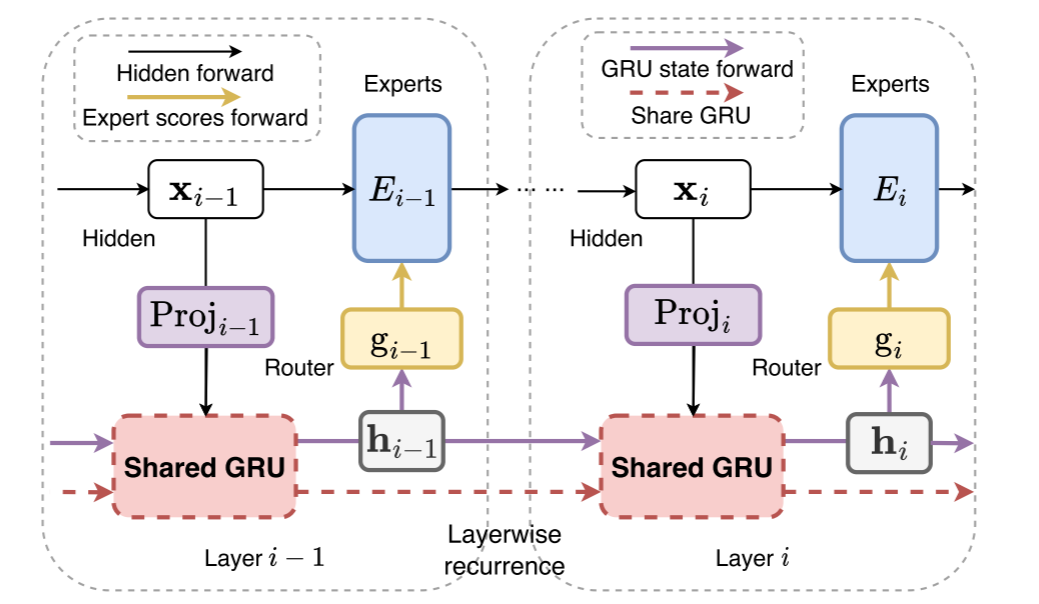 Hidden forward
Expert scores forward
Experts
x_{i−1}
E_{i−1}
... ...
Hidden
Proj_{i−1}
g_{i−1}
Router
h_{i−1}
Shared GRU
Layer i − 1
Layerwise
recurrence
GRU state forward
Share GRU
Experts
x_i
E_i
Hidden
Proj_i
g_i
Router
h_i
Shared GRU
Layer i